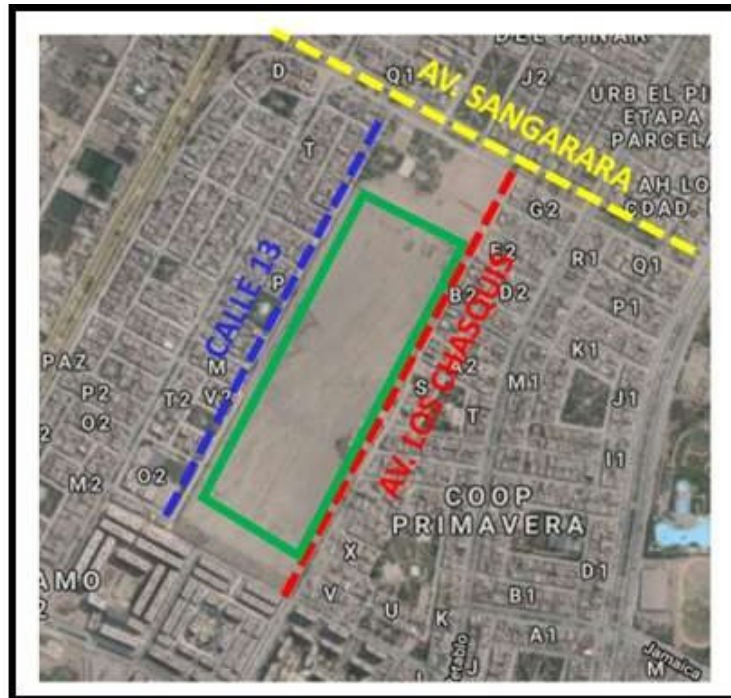 DEL PINAR
D
Q1
J2
AV. SANGARARA
URB EL PI
ETAPA
PARCELA
T
AH LO
CDAD.
G2
CALLE 13
P
E2
R1
Q1
B2
D2
P1
AV. LOS CHASQUIS
A2
K1
PAZ
M
S
M1
J1
P2
T2
V2
T
O2
2
I1
M2
O2
COOP
PRIMAVERA
X
D1
AMO
2
V
U
B1
K
A1
J
Jamaica
M